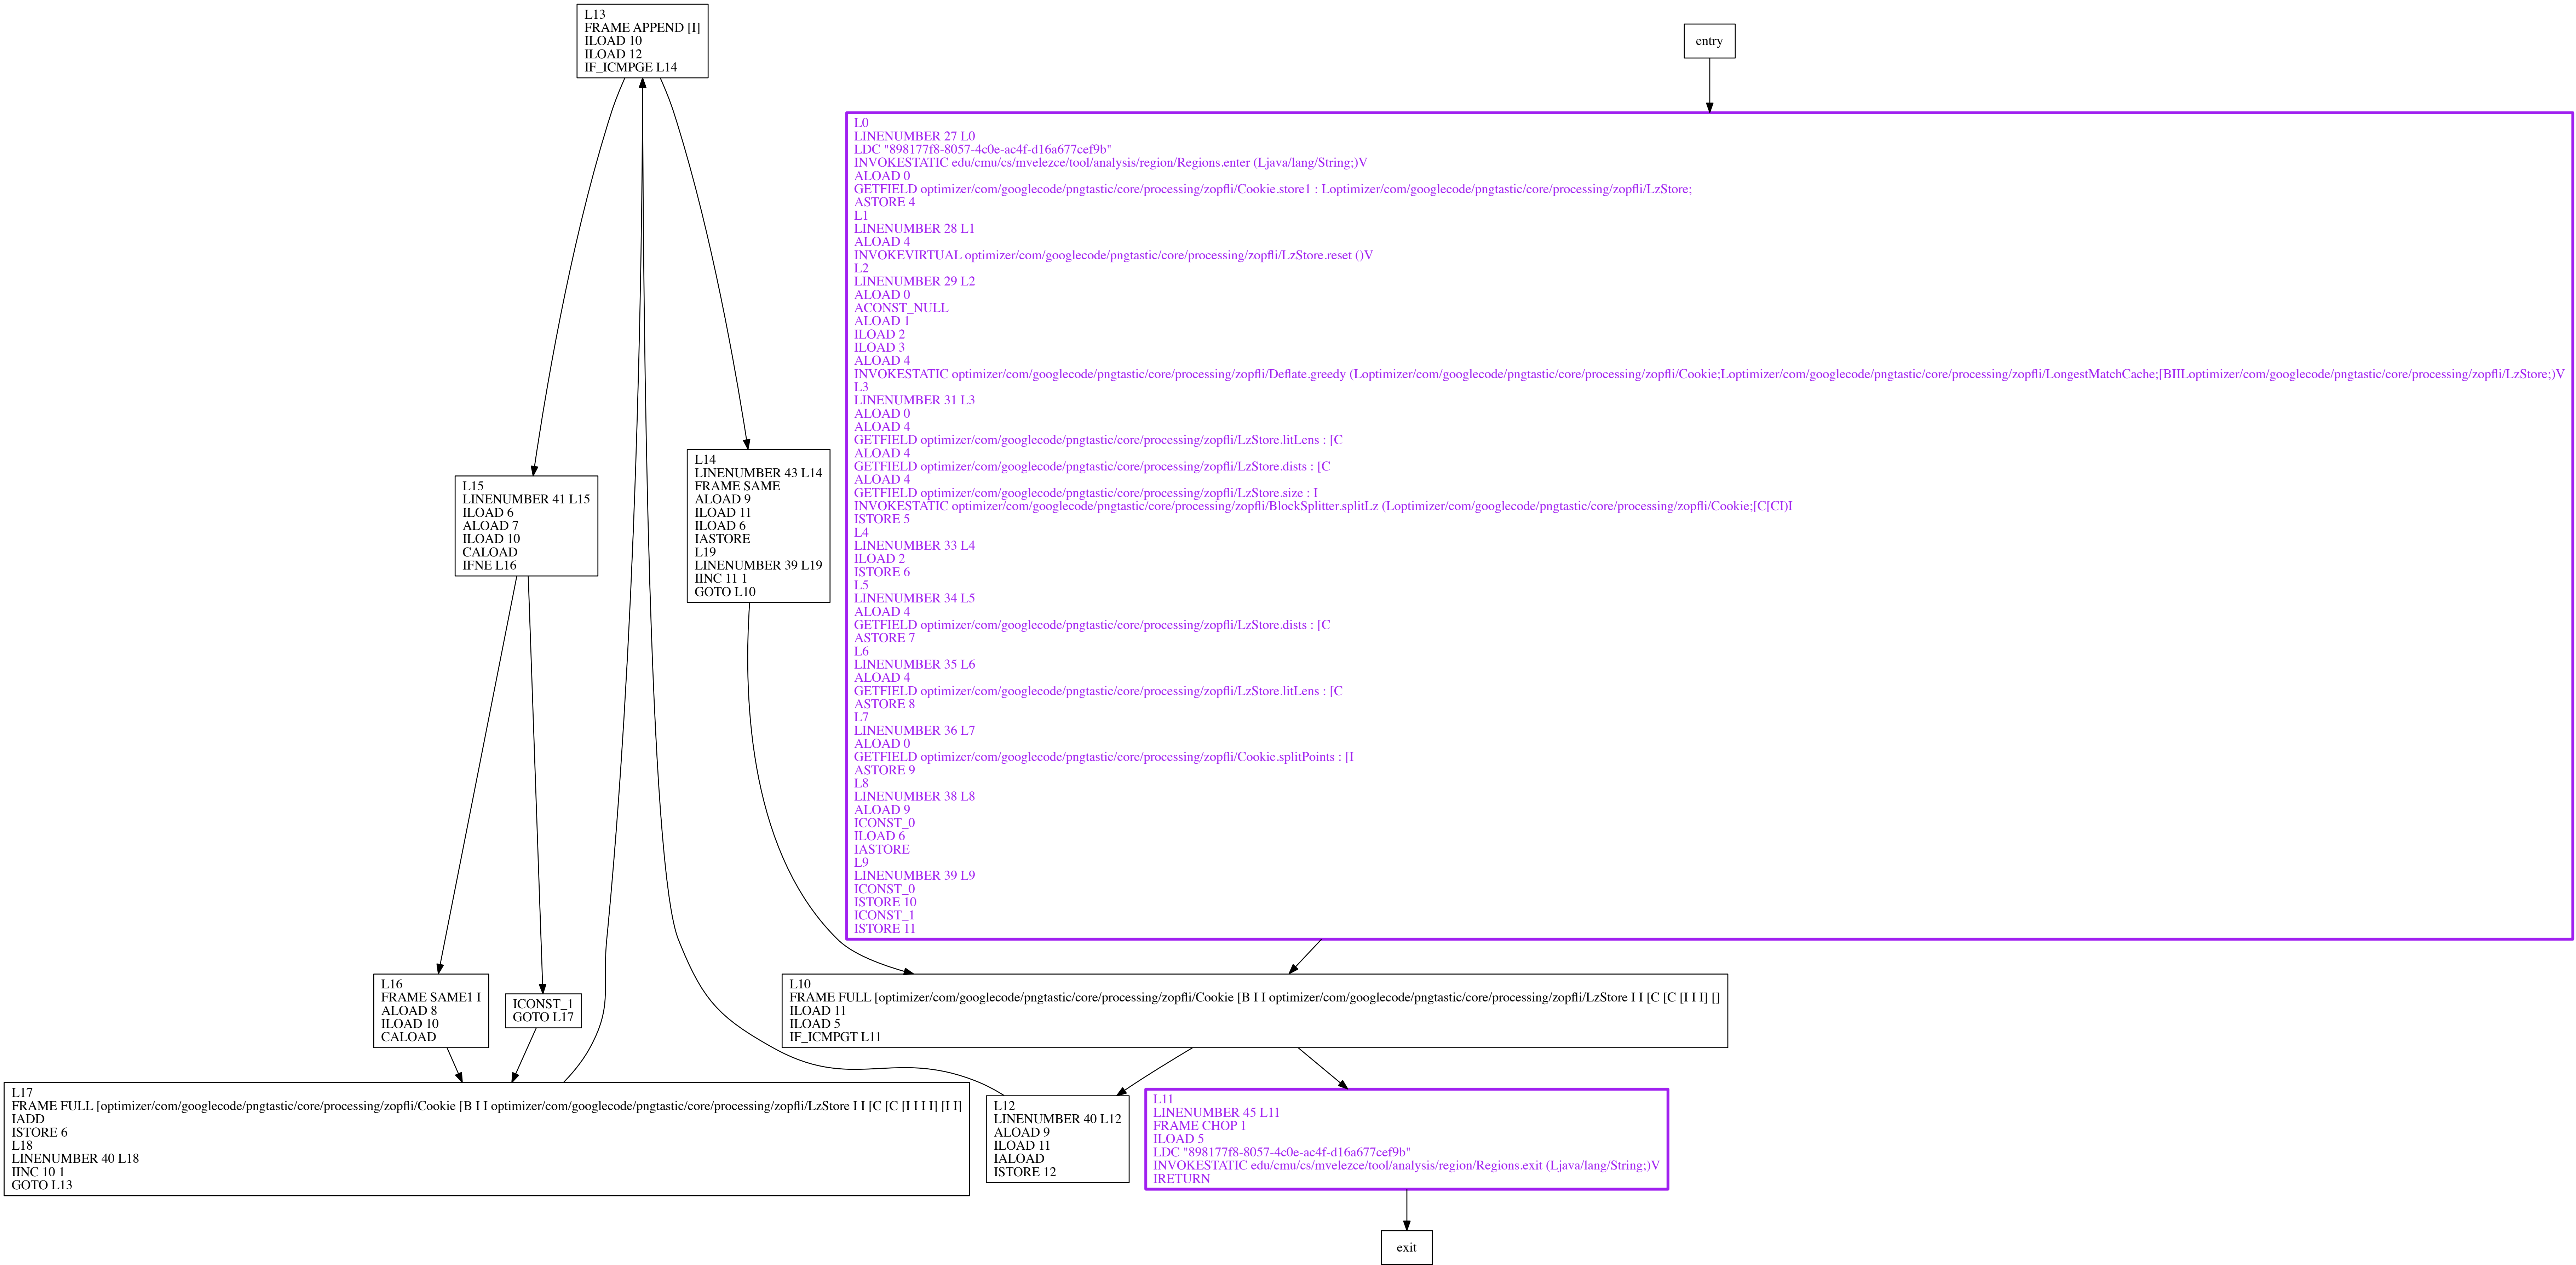 entry
L13
FRAME APPEND [I]
ILOAD 10
ILOAD 12
IF_ICMPGE L14
L0
LINENUMBER 27 L0
LDC "898177f8-8057-4c0e-ac4f-d16a677cef9b"
INVOKESTATIC edu/cmu/cs/mvelezce/tool/analysis/region/Regions.enter (Ljava/lang/String;)V
ALOAD 0
GETFIELD optimizer/com/googlecode/pngtastic/core/processing/zopfli/Cookie.store1 : Loptimizer/com/googlecode/pngtastic/core/processing/zopfli/LzStore;
ASTORE 4
L1
LINENUMBER 28 L1
ALOAD 4
INVOKEVIRTUAL optimizer/com/googlecode/pngtastic/core/processing/zopfli/LzStore.reset ()V
L2
LINENUMBER 29 L2
ALOAD 0
ACONST_NULL
ALOAD 1
ILOAD 2
ILOAD 3
ALOAD 4
INVOKESTATIC optimizer/com/googlecode/pngtastic/core/processing/zopfli/Deflate.greedy (Loptimizer/com/googlecode/pngtastic/core/processing/zopfli/Cookie;Loptimizer/com/googlecode/pngtastic/core/processing/zopfli/LongestMatchCache;[BIILoptimizer/com/googlecode/pngtastic/core/processing/zopfli/LzStore;)V
L3
LINENUMBER 31 L3
ALOAD 0
ALOAD 4
GETFIELD optimizer/com/googlecode/pngtastic/core/processing/zopfli/LzStore.litLens : [C
ALOAD 4
GETFIELD optimizer/com/googlecode/pngtastic/core/processing/zopfli/LzStore.dists : [C
ALOAD 4
GETFIELD optimizer/com/googlecode/pngtastic/core/processing/zopfli/LzStore.size : I
INVOKESTATIC optimizer/com/googlecode/pngtastic/core/processing/zopfli/BlockSplitter.splitLz (Loptimizer/com/googlecode/pngtastic/core/processing/zopfli/Cookie;[C[CI)I
ISTORE 5
L4
LINENUMBER 33 L4
ILOAD 2
ISTORE 6
L5
LINENUMBER 34 L5
ALOAD 4
GETFIELD optimizer/com/googlecode/pngtastic/core/processing/zopfli/LzStore.dists : [C
ASTORE 7
L6
LINENUMBER 35 L6
ALOAD 4
GETFIELD optimizer/com/googlecode/pngtastic/core/processing/zopfli/LzStore.litLens : [C
ASTORE 8
L7
LINENUMBER 36 L7
ALOAD 0
GETFIELD optimizer/com/googlecode/pngtastic/core/processing/zopfli/Cookie.splitPoints : [I
ASTORE 9
L8
LINENUMBER 38 L8
ALOAD 9
ICONST_0
ILOAD 6
IASTORE
L9
LINENUMBER 39 L9
ICONST_0
ISTORE 10
ICONST_1
ISTORE 11
L15
LINENUMBER 41 L15
ILOAD 6
ALOAD 7
ILOAD 10
CALOAD
IFNE L16
L14
LINENUMBER 43 L14
FRAME SAME
ALOAD 9
ILOAD 11
ILOAD 6
IASTORE
L19
LINENUMBER 39 L19
IINC 11 1
GOTO L10
L16
FRAME SAME1 I
ALOAD 8
ILOAD 10
CALOAD
ICONST_1
GOTO L17
L10
FRAME FULL [optimizer/com/googlecode/pngtastic/core/processing/zopfli/Cookie [B I I optimizer/com/googlecode/pngtastic/core/processing/zopfli/LzStore I I [C [C [I I I] []
ILOAD 11
ILOAD 5
IF_ICMPGT L11
L17
FRAME FULL [optimizer/com/googlecode/pngtastic/core/processing/zopfli/Cookie [B I I optimizer/com/googlecode/pngtastic/core/processing/zopfli/LzStore I I [C [C [I I I I] [I I]
IADD
ISTORE 6
L18
LINENUMBER 40 L18
IINC 10 1
GOTO L13
L12
LINENUMBER 40 L12
ALOAD 9
ILOAD 11
IALOAD
ISTORE 12
L11
LINENUMBER 45 L11
FRAME CHOP 1
ILOAD 5
LDC "898177f8-8057-4c0e-ac4f-d16a677cef9b"
INVOKESTATIC edu/cmu/cs/mvelezce/tool/analysis/region/Regions.exit (Ljava/lang/String;)V
IRETURN
exit